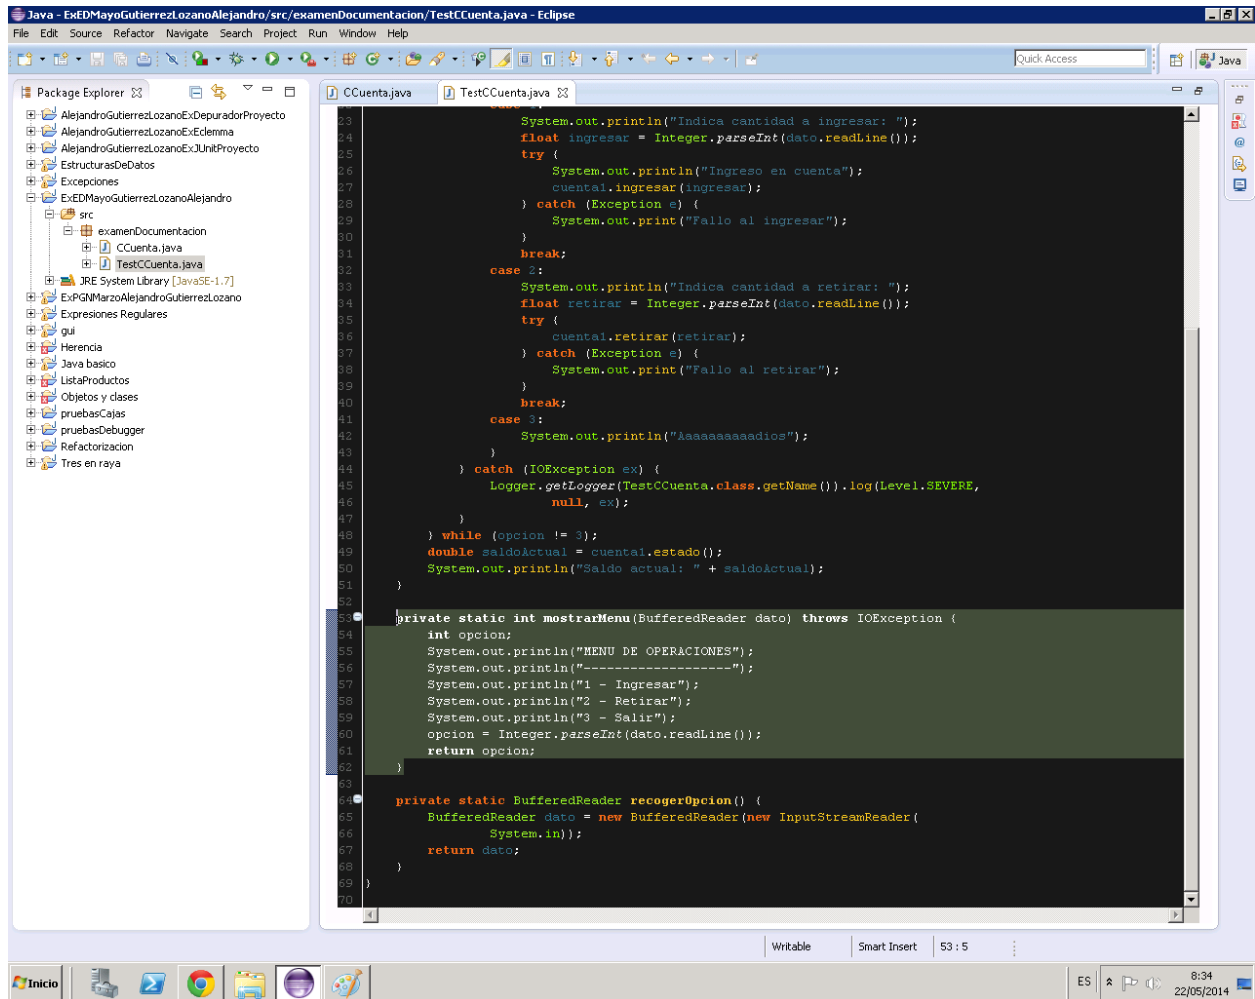 Java - ExEDMayoGutierrezLozanoAlejandro/src/examenDocumentacion/TestCCuenta.java - Eclipse
File Edit Source Refactor Navigate Search Project Run Window Help
Quick Access
Java
Package Explorer
AlejandroGutierrezLozanoExDepuradorProyecto
AlejandroGutierrezLozanoExEclemma
AlejandroGutierrezLozanoExJUnitProyecto
EstructurasDeDatos
Excepciones
ExEDMayoGutierrezLozanoAlejandro
src
examenDocumentacion
CCuenta.java
TestCCuenta.java
JRE System Library [JavaSE-1.7]
ExPGNMarzoAlejandroGutierrezLozano
Expresiones Regulares
gui
Herencia
Java basico
ListaProductos
Objetos y clases
pruebasCajas
pruebasDebugger
Refactorizacion
Tres en raya
CCuenta.java TestCCuenta.java
23 System.out.println("Indica cantidad a ingresar: ");
24 float ingresar = Integer.parseInt(dato.readLine());
25 try {
26 System.out.println("Ingreso en cuenta");
27 cuenta1.ingresar(ingresar);
28 } catch (Exception e) {
29 System.out.print("Fallo al ingresar");
30 }
31 break;
32 case 2:
33 System.out.println("Indica cantidad a retirar: ");
34 float retirar = Integer.parseInt(dato.readLine());
35 try {
36 cuenta1.retirar(retirar);
37 } catch (Exception e) {
38 System.out.print("Fallo al retirar");
39 }
40 break;
41 case 3:
42 System.out.println("Aaaaaaaaaadios");
43 }
44 } catch (IOException ex) {
45 Logger.getLogger(TestCCuenta.class.getName()).log(Level.SEVERE,
46 null, ex);
47 }
48 } while (opcion != 3);
49 double saldoActual = cuenta1.estado();
50 System.out.println("Saldo actual: " + saldoActual);
51 }
52
53 private static int mostrarMenu(BufferedReader dato) throws IOException {
54 int opcion;
55 System.out.println("MENU DE OPERACIONES");
56 System.out.println("-------------------");
57 System.out.println("1 - Ingresar");
58 System.out.println("2 - Retirar");
59 System.out.println("3 - Salir");
60 opcion = Integer.parseInt(dato.readLine());
61 return opcion;
62 }
63
64 private static BufferedReader recogerOpcion() {
65 BufferedReader dato = new BufferedReader(new InputStreamReader(
66 System.in));
67 return dato;
68 }
69 }
70
Writable Smart Insert 53 : 5
Inicio
ES
8:34
22/05/2014